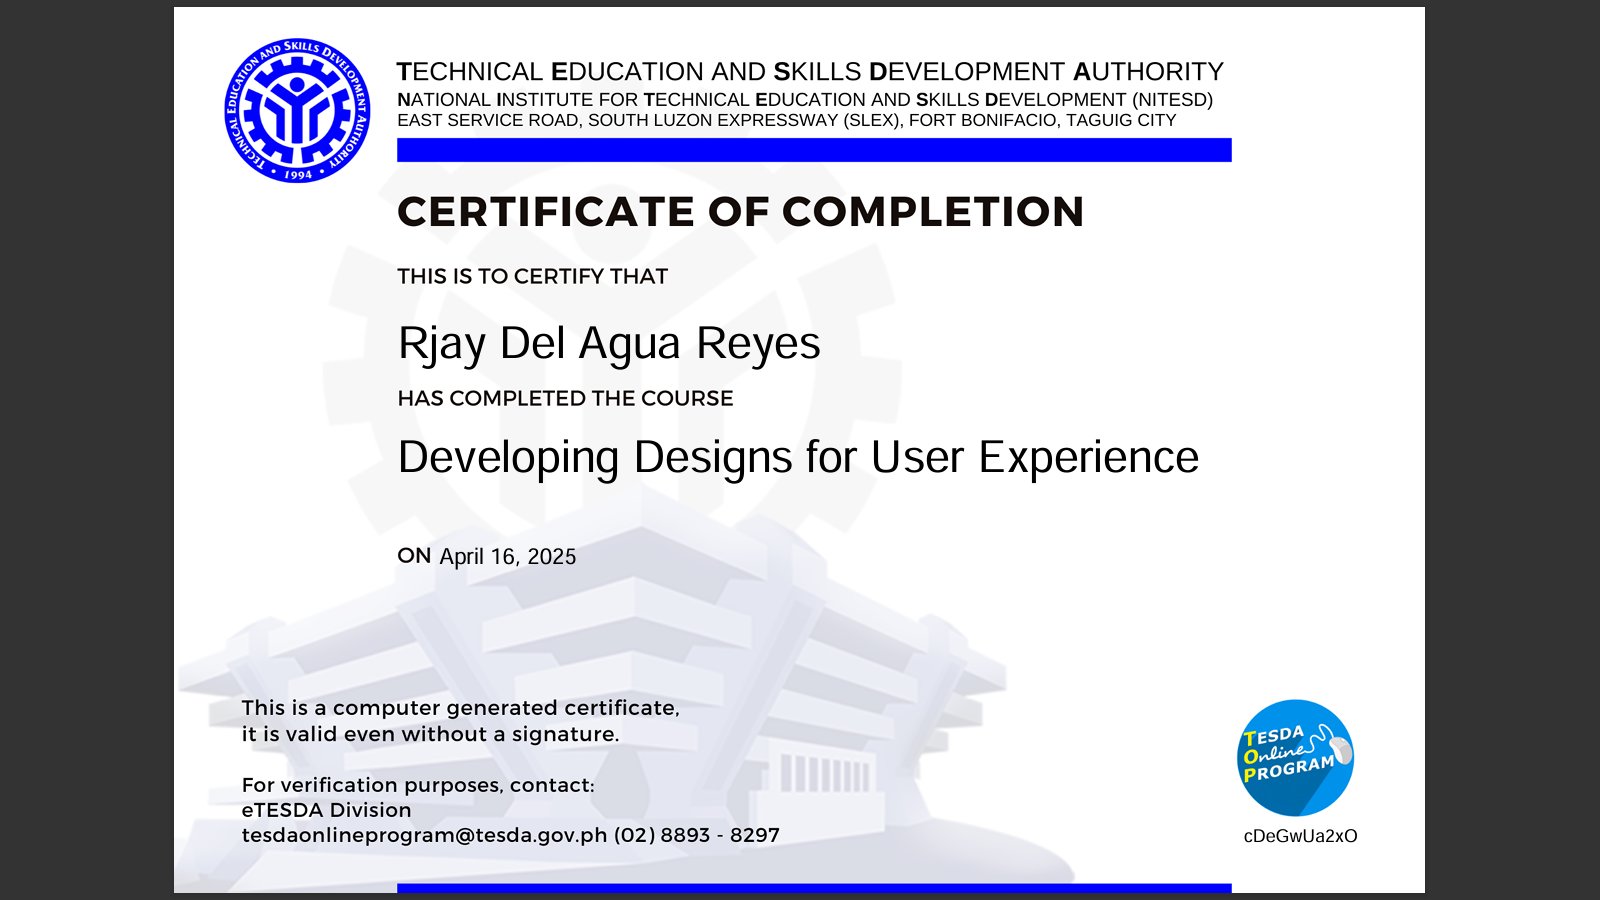 TECHNICAL EDUCATION AND SKILLS DEVELOPMENT AUTHORITY
• 1994 •
TECHNICAL EDUCATION AND SKILLS DEVELOPMENT AUTHORITY
NATIONAL INSTITUTE FOR TECHNICAL EDUCATION AND SKILLS DEVELOPMENT (NITESD)
EAST SERVICE ROAD, SOUTH LUZON EXPRESSWAY (SLEX), FORT BONIFACIO, TAGUIG CITY
CERTIFICATE OF COMPLETION
THIS IS TO CERTIFY THAT
Rjay Del Agua Reyes
HAS COMPLETED THE COURSE
Developing Designs for User Experience
ON April 16, 2025
This is a computer generated certificate,
it is valid even without a signature.
For verification purposes, contact:
eTESDA Division
tesdaonlineprogram@tesda.gov.ph (02) 8893 - 8297
TESDA
Online
PROGRAM
cDeGwUa2xO